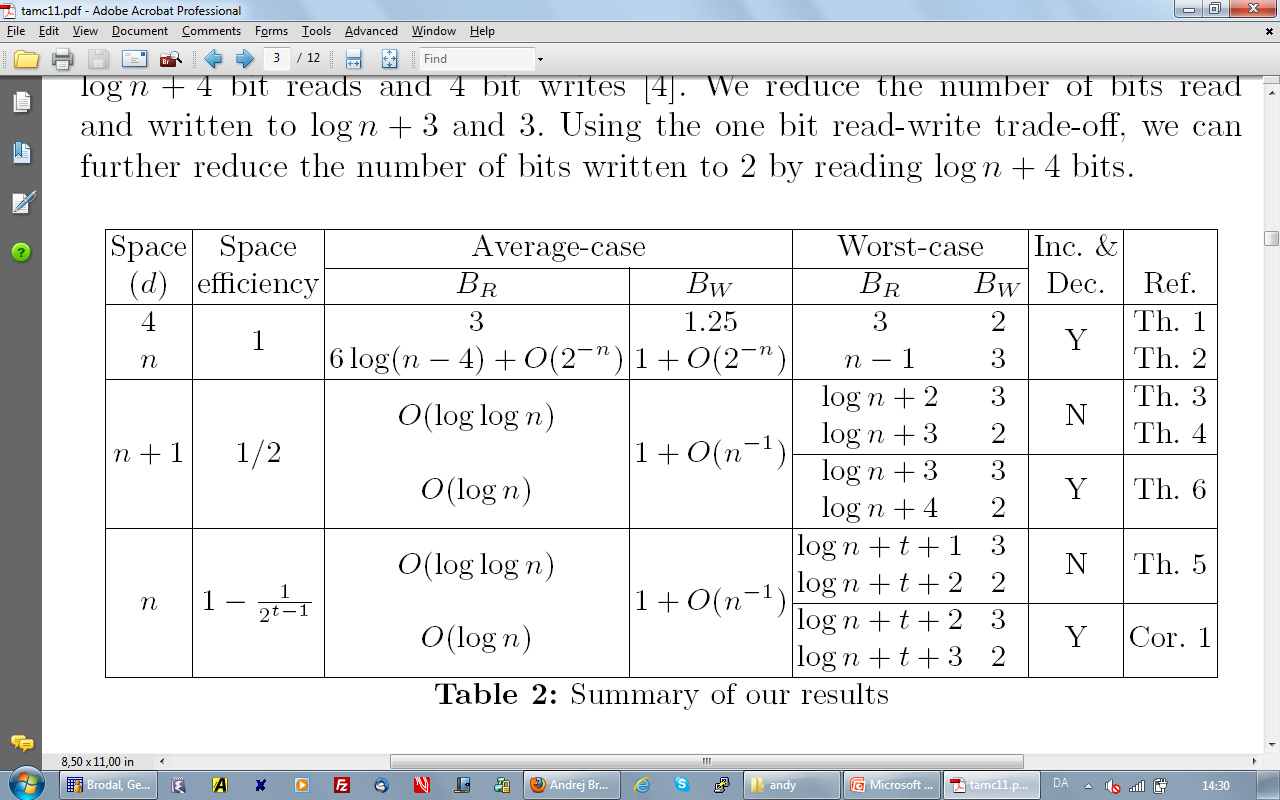 tamc11.pdf - Adobe Acrobat Professional
File Edit View Document Comments Forms Tools Advanced Window Help
3 / 12 Find
log n + 4 bit reads and 4 bit writes [4]. We reduce the number of bits read
and written to log n + 3 and 3. Using the one bit read-write trade-off, we can
further reduce the number of bits written to 2 by reading log n + 4 bits.
Space Space Average-case Worst-case Inc. &
(d) efficiency B_R B_W B_R B_W Dec. Ref.
4 3 1.25 3 2 Th. 1
1 Y
n 6 log(n − 4) + O(2^{−n}) 1 + O(2^{−n}) n − 1 3 Th. 2
log n + 2 3 Th. 3
O(log log n) N
log n + 3 2 Th. 4
n + 1 1/2 1 + O(n^{−1})
log n + 3 3
O(log n) Y Th. 6
log n + 4 2
log n + t + 1 3
O(log log n) N Th. 5
log n + t + 2 2
n 1 − 1/2^{t−1} 1 + O(n^{−1})
log n + t + 2 3
O(log n) Y Cor. 1
log n + t + 3 2
Table 2: Summary of our results
8,50 x 11,00 in
Brodal, Ge... Andrej Br... andy Microsoft ... tamc11.p... DA 14:30